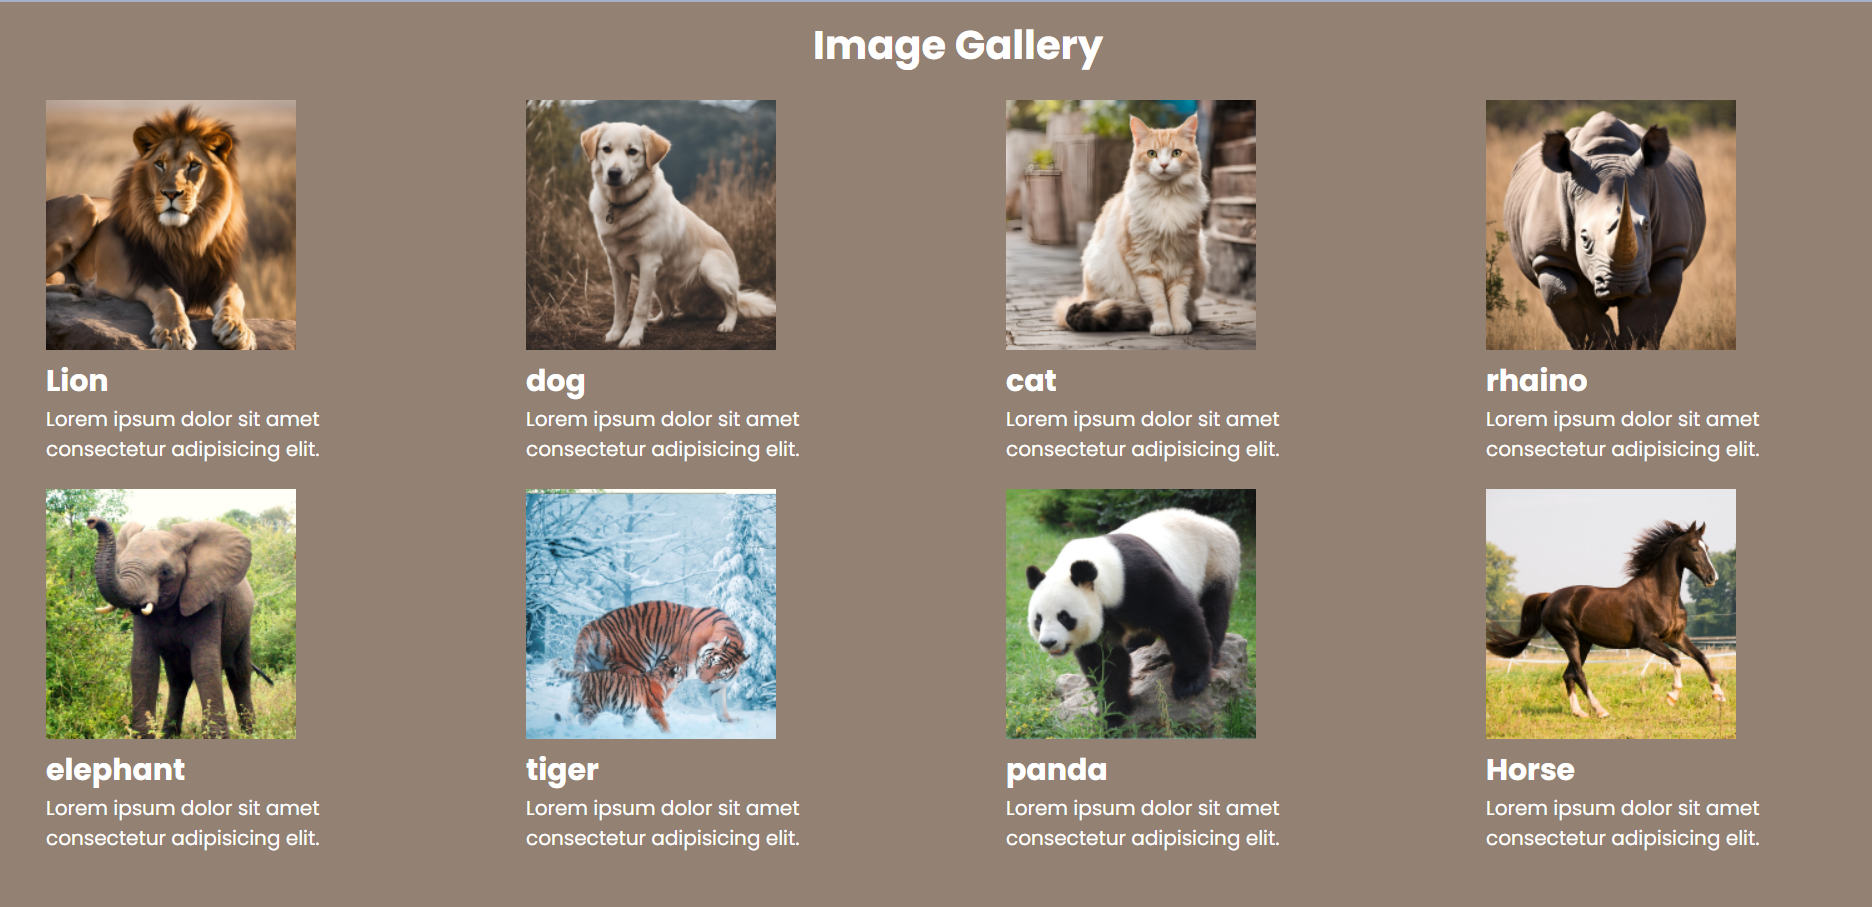 Image Gallery
Lion
Lorem ipsum dolor sit amet
consectetur adipisicing elit.
dog
Lorem ipsum dolor sit amet
consectetur adipisicing elit.
cat
Lorem ipsum dolor sit amet
consectetur adipisicing elit.
rhaino
Lorem ipsum dolor sit amet
consectetur adipisicing elit.
elephant
Lorem ipsum dolor sit amet
consectetur adipisicing elit.
tiger
Lorem ipsum dolor sit amet
consectetur adipisicing elit.
panda
Lorem ipsum dolor sit amet
consectetur adipisicing elit.
Horse
Lorem ipsum dolor sit amet
consectetur adipisicing elit.